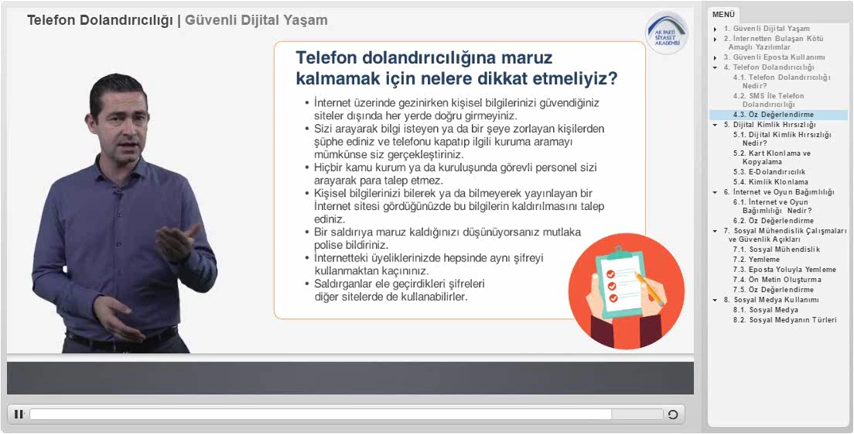 Telefon Dolandırıcılığı | Güvenli Dijital Yaşam
AK PARTİ
SİYASET
AKADEMİSİ
Telefon dolandırıcılığına maruz
kalmamak için nelere dikkat etmeliyiz?
• İnternet üzerinde gezinirken kişisel bilgilerinizi güvendiğiniz
siteler dışında her yerde doğru girmeyiniz.
• Sizi arayarak bilgi isteyen ya da bir şeye zorlayan kişilerden
şüphe ediniz ve telefonu kapatıp ilgili kuruma aramayı
mümkünse siz gerçekleştiriniz.
• Hiçbir kamu kurum ya da kuruluşunda görevli personel sizi
arayarak para talep etmez.
• Kişisel bilgilerinizi bilerek ya da bilmeyerek yayınlayan bir
İnternet sitesi gördüğünüzde bu bilgilerin kaldırılmasını talep
ediniz.
• Bir saldırıya maruz kaldığınızı düşünüyorsanız mutlaka
polise bildiriniz.
• İnternetteki üyeliklerinizde hepsinde aynı şifreyi
kullanmaktan kaçınınız.
• Saldırganlar ele geçirdikleri şifreleri
diğer sitelerde de kullanabilirler.
MENÜ
1. Güvenli Dijital Yaşam
2. İnternetten Bulaşan Kötü
Amaçlı Yazılımlar
3. Güvenli Eposta Kullanımı
4. Telefon Dolandırıcılığı
4.1. Telefon Dolandırıcılığı
Nedir?
4.2. SMS İle Telefon
Dolandırıcılığı
4.3. Öz Değerlendirme
5. Dijital Kimlik Hırsızlığı
5.1. Dijital Kimlik Hırsızlığı
Nedir?
5.2. Kart Klonlama ve
Kopyalama
5.3. E-Dolandırıcılık
5.4. Kimlik Klonlama
6. İnternet ve Oyun Bağımlılığı
6.1. İnternet ve Oyun
Bağımlılığı Nedir?
6.2. Öz Değerlendirme
7. Sosyal Mühendislik Çalışmaları
ve Güvenlik Açıkları
7.1. Sosyal Mühendislik
7.2. Yemleme
7.3. Eposta Yoluyla Yemleme
7.4. Ön Metin Oluşturma
7.5. Öz Değerlendirme
8. Sosyal Medya Kullanımı
8.1. Sosyal Medya
8.2. Sosyal Medyanın Türleri